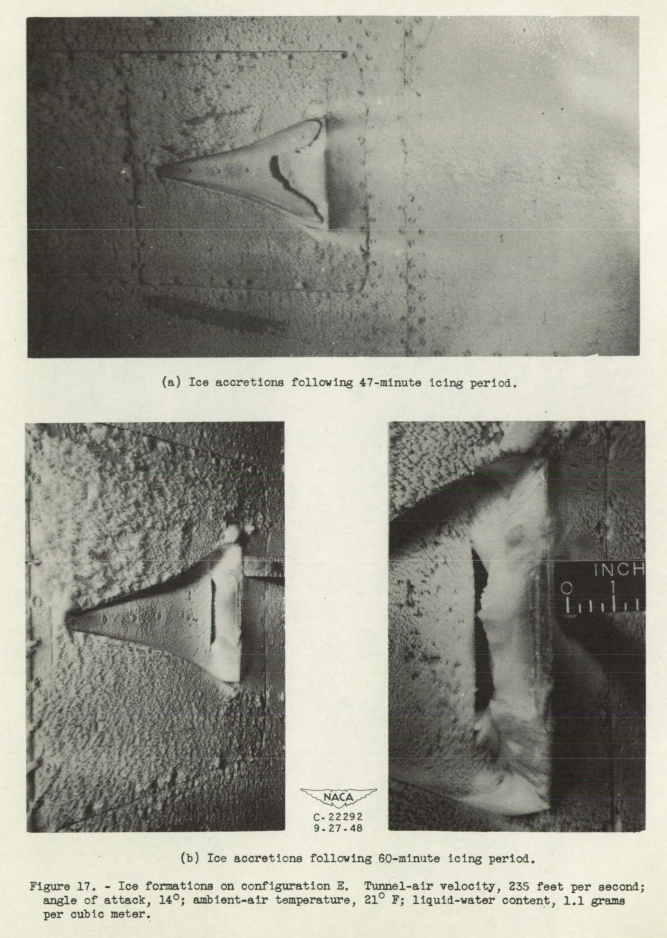 (a) Ice accretions following 47-minute icing period.
INCH
0 1
NACA
C-22292
9-27-48
(b) Ice accretions following 60-minute icing period.
Figure 17. - Ice formations on configuration E. Tunnel-air velocity, 235 feet per second;
angle of attack, 14°; ambient-air temperature, 21° F; liquid-water content, 1.1 grams
per cubic meter.